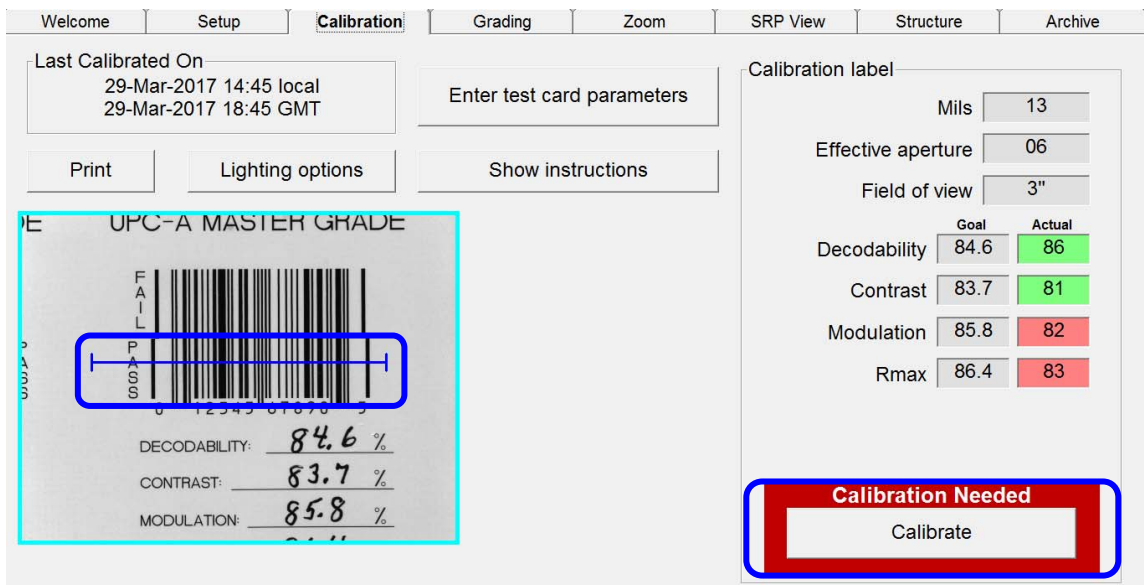 Welcome Setup Calibration Grading Zoom SRP View Structure Archive
Last Calibrated On
29-Mar-2017 14:45 local
29-Mar-2017 18:45 GMT
Enter test card parameters
Print
Lighting options
Show instructions
UPC-A MASTER GRADE
FAIL
PASS
DECODABILITY: 84.6 %
CONTRAST: 83.7 %
MODULATION: 85.8 %
Calibration label
Mils 13
Effective aperture 06
Field of view 3"
Goal Actual
Decodability 84.6 86
Contrast 83.7 81
Modulation 85.8 82
Rmax 86.4 83
Calibration Needed
Calibrate